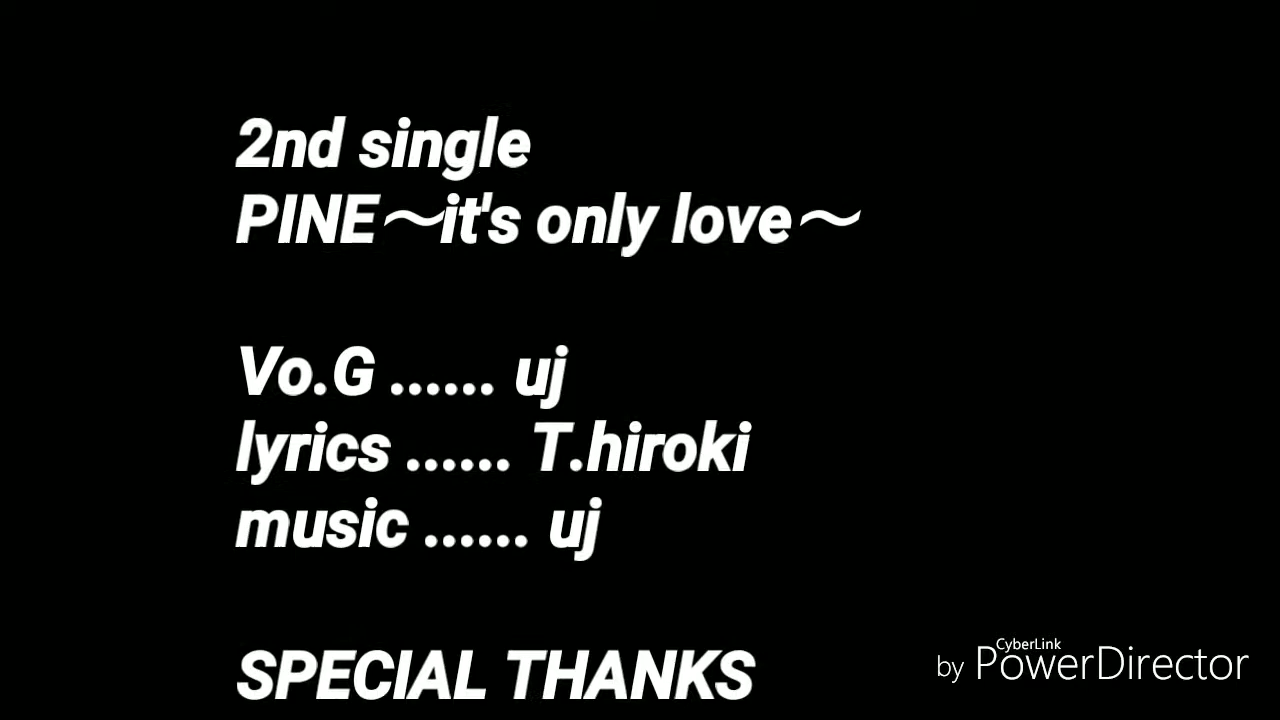 2nd single
PINE～it's only love～
Vo.G ...... uj
lyrics ...... T.hiroki
music ...... uj
SPECIAL THANKS
CyberLink
by PowerDirector